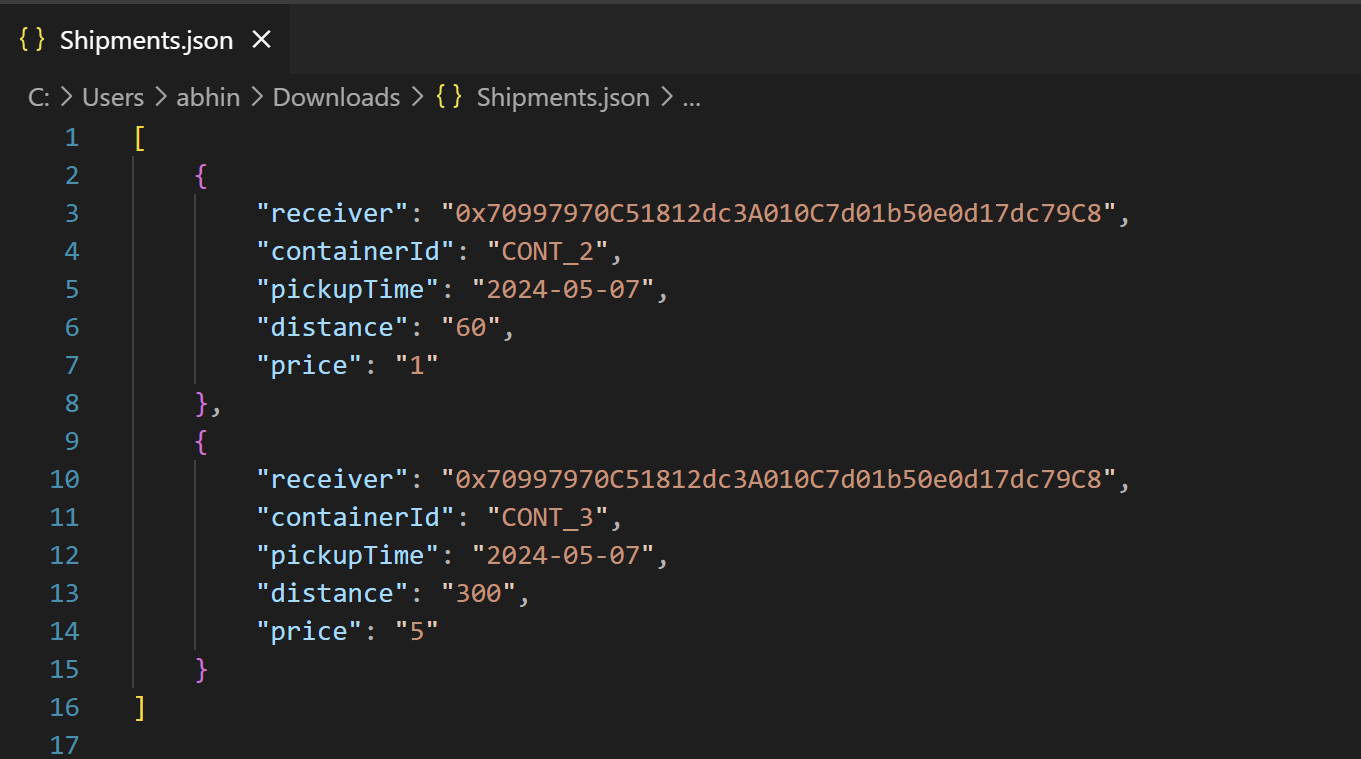 { } Shipments.json ×
C: > Users > abhin > Downloads > { } Shipments.json > ...
1 [
2 {
3 "receiver": "0x70997970C51812dc3A010C7d01b50e0d17dc79C8",
4 "containerId": "CONT_2",
5 "pickupTime": "2024-05-07",
6 "distance": "60",
7 "price": "1"
8 },
9 {
10 "receiver": "0x70997970C51812dc3A010C7d01b50e0d17dc79C8",
11 "containerId": "CONT_3",
12 "pickupTime": "2024-05-07",
13 "distance": "300",
14 "price": "5"
15 }
16 ]
17